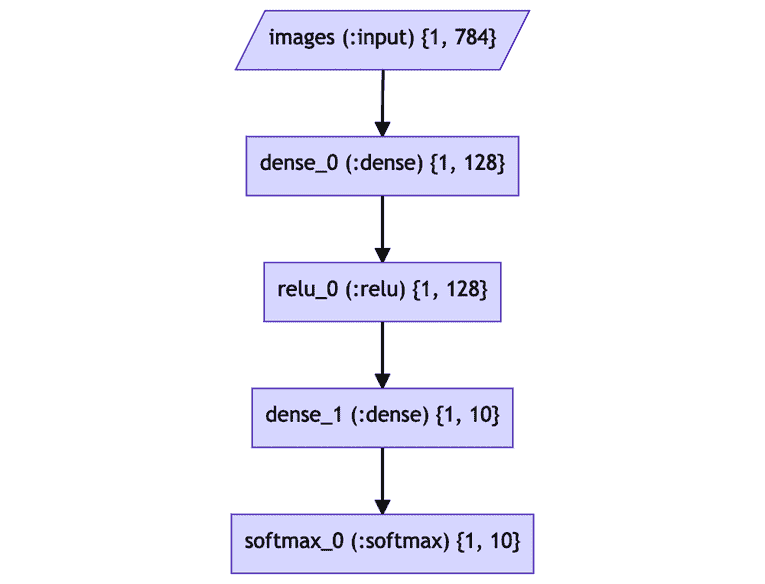 images (:input) {1, 784}
dense_0 (:dense) {1, 128}
relu_0 (:relu) {1, 128}
dense_1 (:dense) {1, 10}
softmax_0 (:softmax) {1, 10}